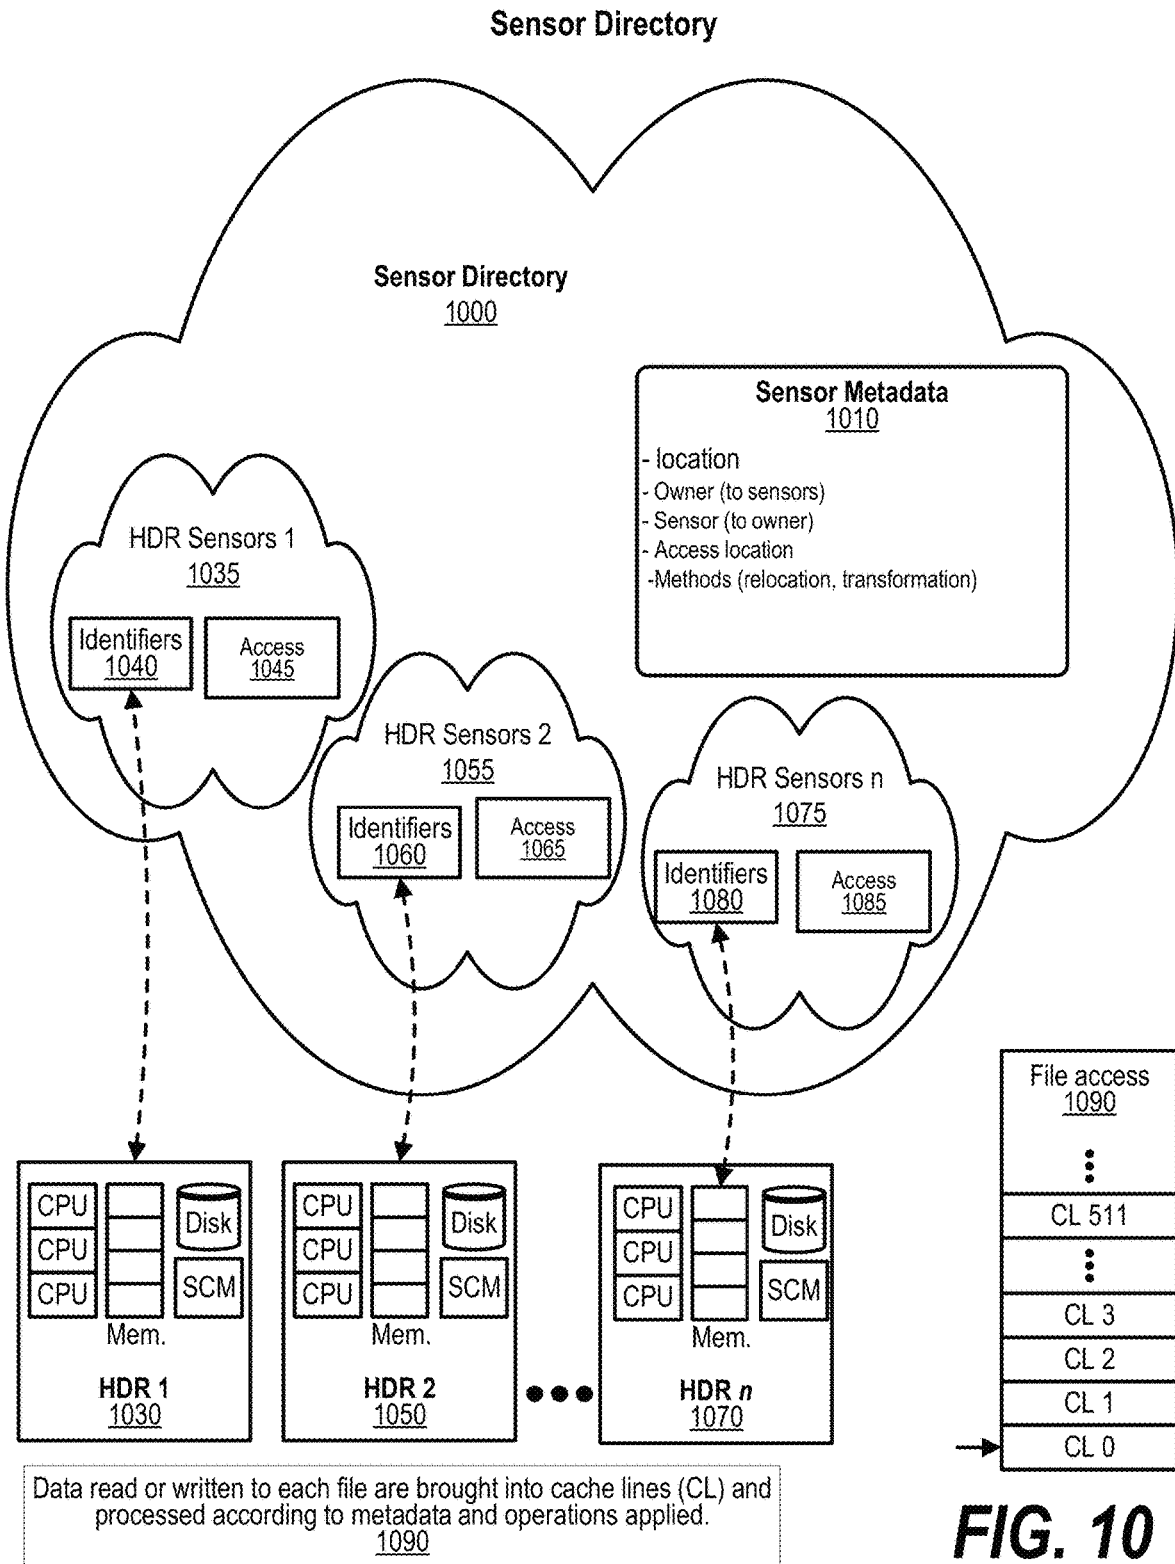 Sensor Directory
Sensor Directory
1000
Sensor Metadata
1010
- location
- Owner (to sensors)
- Sensor (to owner)
- Access location
-Methods (relocation, transformation)
HDR Sensors 1
1035
Identifiers
1040
Access
1045
HDR Sensors 2
1055
Identifiers
1060
Access
1065
HDR Sensors n
1075
Identifiers
1080
Access
1085
CPU
CPU
CPU
Mem.
Disk
SCM
HDR 1
1030
CPU
CPU
CPU
Mem.
Disk
SCM
HDR 2
1050
CPU
CPU
CPU
Mem.
Disk
SCM
HDR n
1070
File access
1090
CL 511
CL 3
CL 2
CL 1
CL 0
Data read or written to each file are brought into cache lines (CL) and
processed according to metadata and operations applied.
1090
FIG. 10